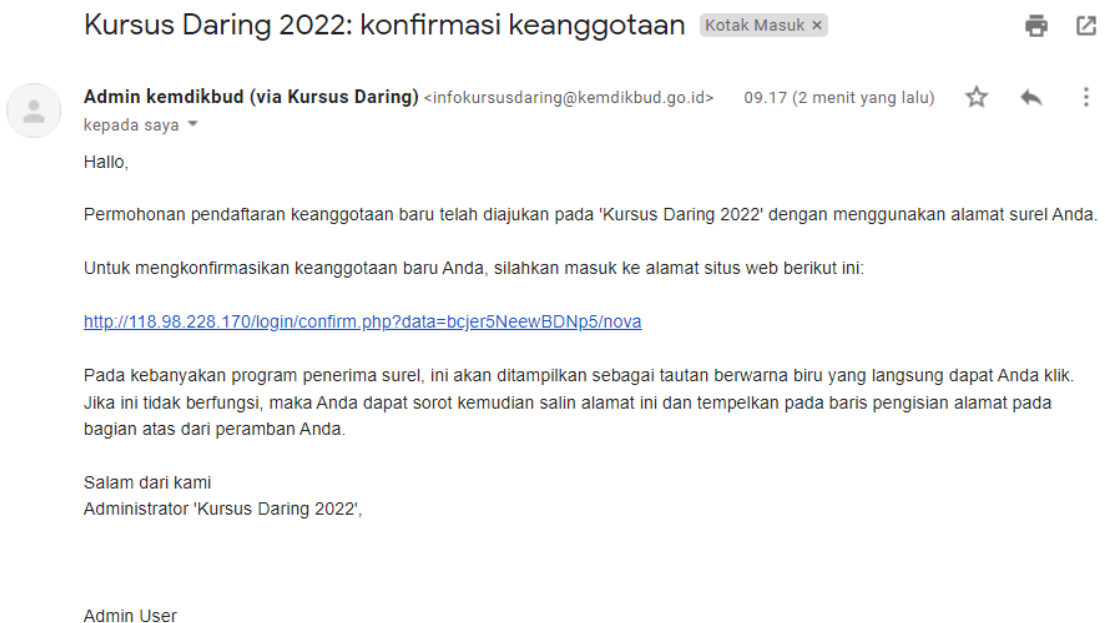 Kursus Daring 2022: konfirmasi keanggotaan Kotak Masuk ×
Admin kemdikbud (via Kursus Daring) <infokursusdaring@kemdikbud.go.id> 09.17 (2 menit yang lalu)
kepada saya
Hallo,
Permohonan pendaftaran keanggotaan baru telah diajukan pada 'Kursus Daring 2022' dengan menggunakan alamat surel Anda.
Untuk mengkonfirmasikan keanggotaan baru Anda, silahkan masuk ke alamat situs web berikut ini:
http://118.98.228.170/login/confirm.php?data=bcjer5NeewBDNp5/nova
Pada kebanyakan program penerima surel, ini akan ditampilkan sebagai tautan berwarna biru yang langsung dapat Anda klik.
Jika ini tidak berfungsi, maka Anda dapat sorot kemudian salin alamat ini dan tempelkan pada baris pengisian alamat pada
bagian atas dari peramban Anda.
Salam dari kami
Administrator 'Kursus Daring 2022',
Admin User